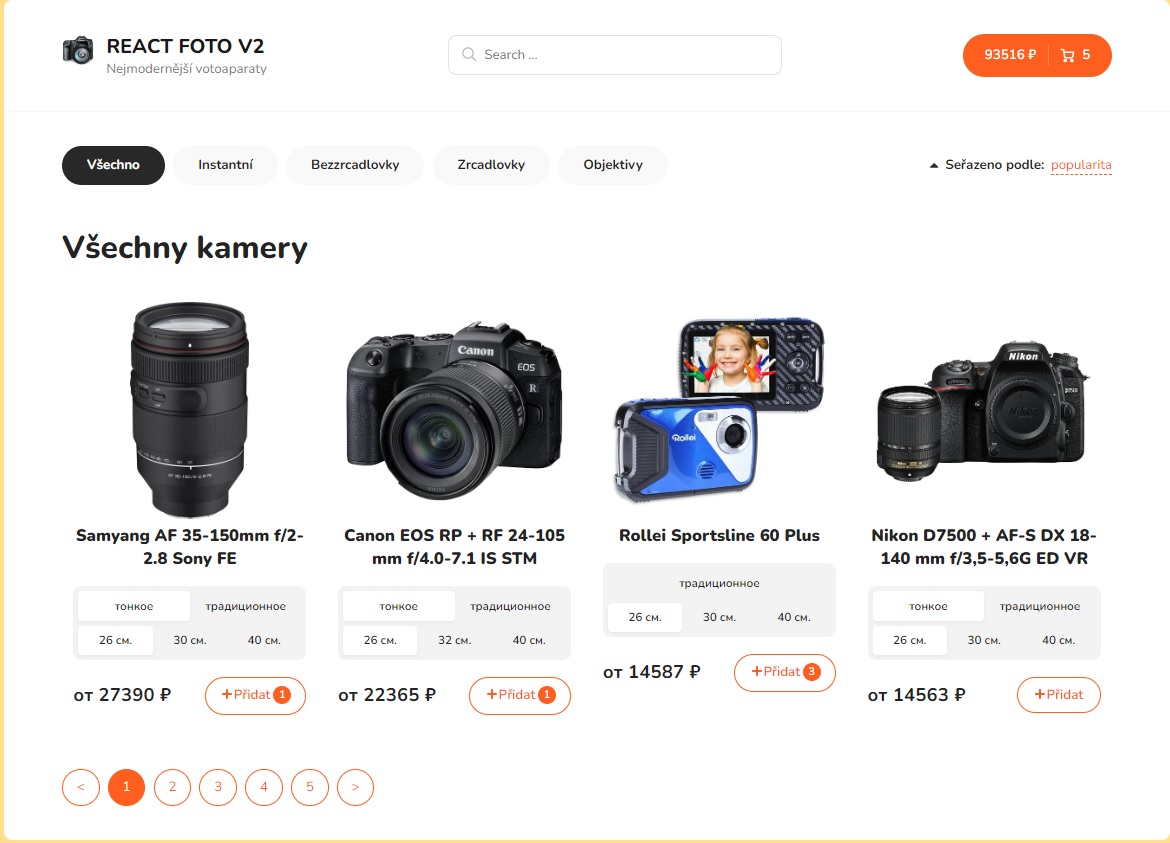 REACT FOTO V2
Nejmodernější votoaparaty
Search ...
93516 ₽ 5
Všechno Instantní Bezzrcadlovky Zrcadlovky Objektivy
Seřazeno podle: popularita
Všechny kamery
Canon
EOS
R
Rollei
Nikon
D7500
Samyang AF 35-150mm f/2-
2.8 Sony FE
тонкое традиционное
26 см. 30 см. 40 см.
от 27390 ₽ +Přidat 1
Canon EOS RP + RF 24-105
mm f/4.0-7.1 IS STM
тонкое традиционное
26 см. 32 см. 40 см.
от 22365 ₽ +Přidat 1
Rollei Sportsline 60 Plus
традиционное
26 см. 30 см. 40 см.
от 14587 ₽ +Přidat 3
Nikon D7500 + AF-S DX 18-
140 mm f/3,5-5,6G ED VR
тонкое традиционное
26 см. 30 см. 40 см.
от 14563 ₽ +Přidat
< 1 2 3 4 5 >